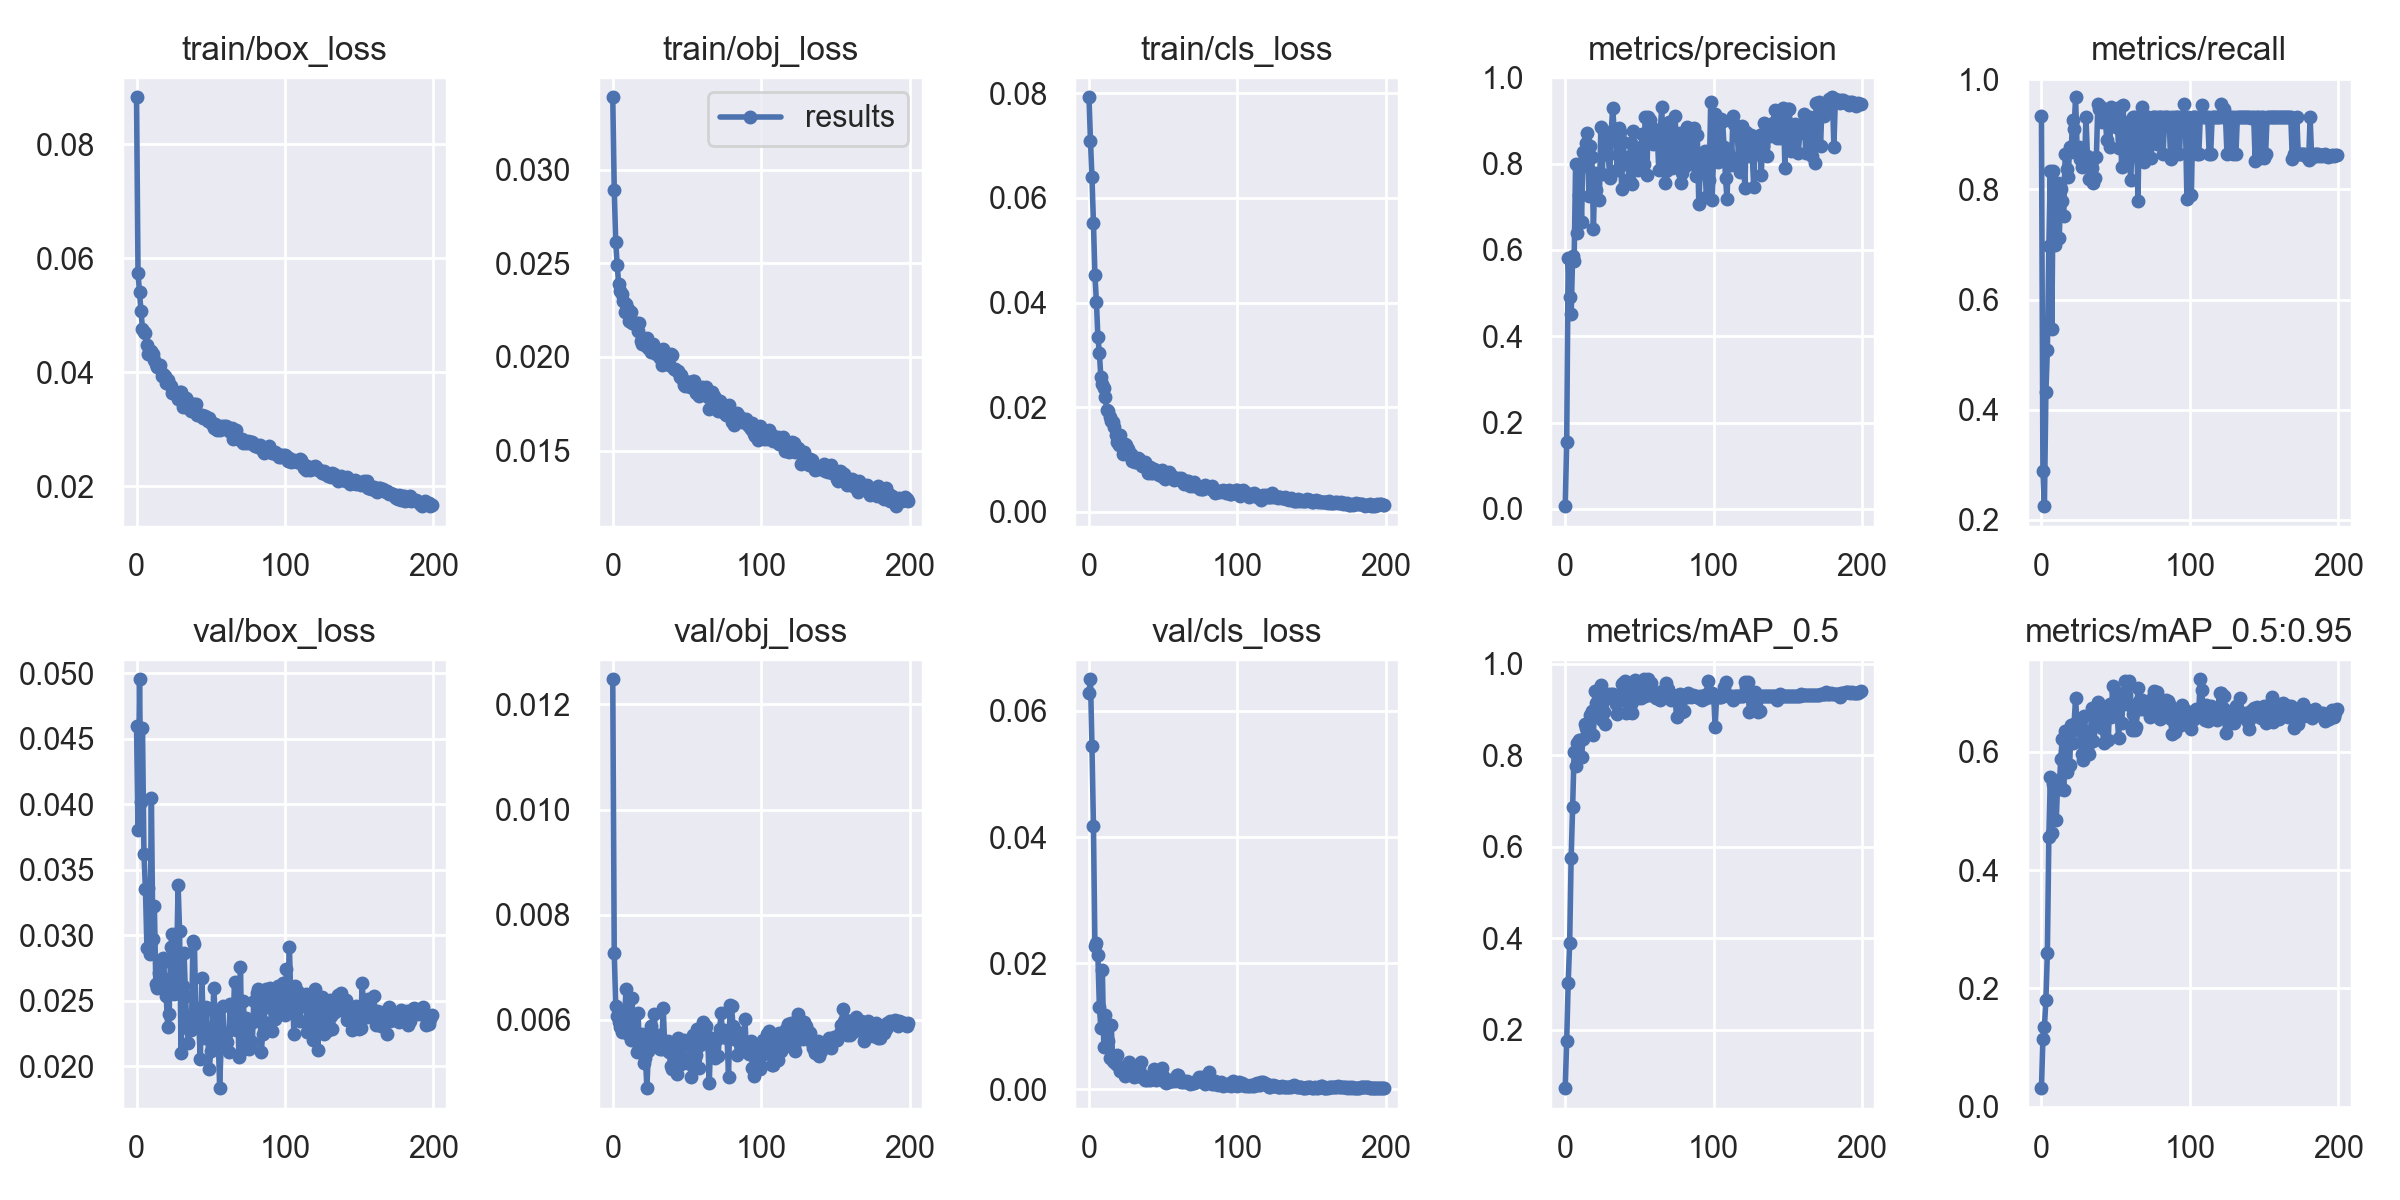 train/box_loss
0.08
0.06
0.04
0.02
0 100 200
train/obj_loss
results
0.030
0.025
0.020
0.015
0 100 200
train/cls_loss
0.08
0.06
0.04
0.02
0.00
0 100 200
metrics/precision
1.0
0.8
0.6
0.4
0.2
0.0
0 100 200
metrics/recall
1.0
0.8
0.6
0.4
0.2
0 100 200
val/box_loss
0.050
0.045
0.040
0.035
0.030
0.025
0.020
0 100 200
val/obj_loss
0.012
0.010
0.008
0.006
0 100 200
val/cls_loss
0.06
0.04
0.02
0.00
0 100 200
metrics/mAP_0.5
1.0
0.8
0.6
0.4
0.2
0 100 200
metrics/mAP_0.5:0.95
0.6
0.4
0.2
0.0
0 100 200